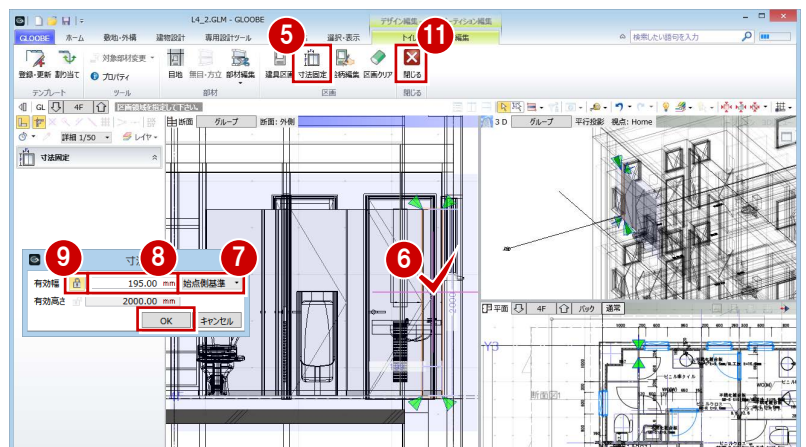 L4_2.GLM - GLOOBE
デザイン編集
GLOOBE ホーム 敷地・外構 建物設計 専用設計ツール 選択・表示 編集
検索したい語句を入力
5
11
登録・更新 割り当て
対象部材変更
プロパティ
目地 無目・方立 部材編集
建具区画 寸法固定 絵柄編集 区画クリア 閉じる
テンプレート ツール 部材 区画 閉じる
GL 4F 区画領域を指定して下さい。
詳細 1/50 レイヤー
断面 グループ 断面: 外側
3 D グループ 平行投影 視点: Home
寸法固定
9
8
7
6
有効幅 195.00 mm 始点側基準
有効高さ 2000.00 mm
OK キャンセル
2000
平面 4F バック 通常
Y3
断面図